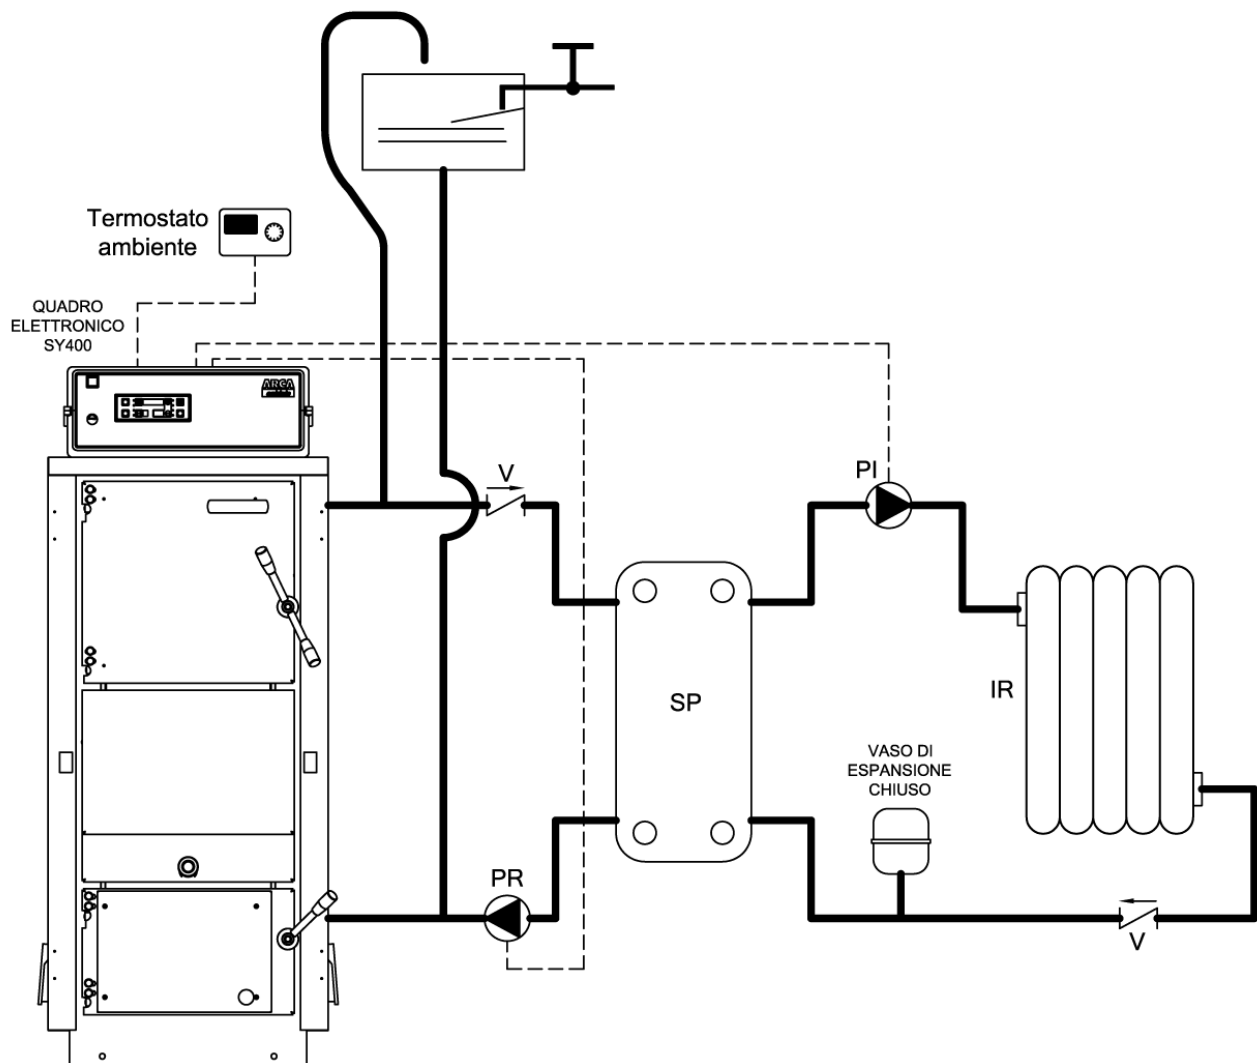 Termostato
ambiente
QUADRO
ELETTRONICO
SY400
ARCA
V
PI
SP
IR
VASO DI
ESPANSIONE
CHIUSO
PR
V